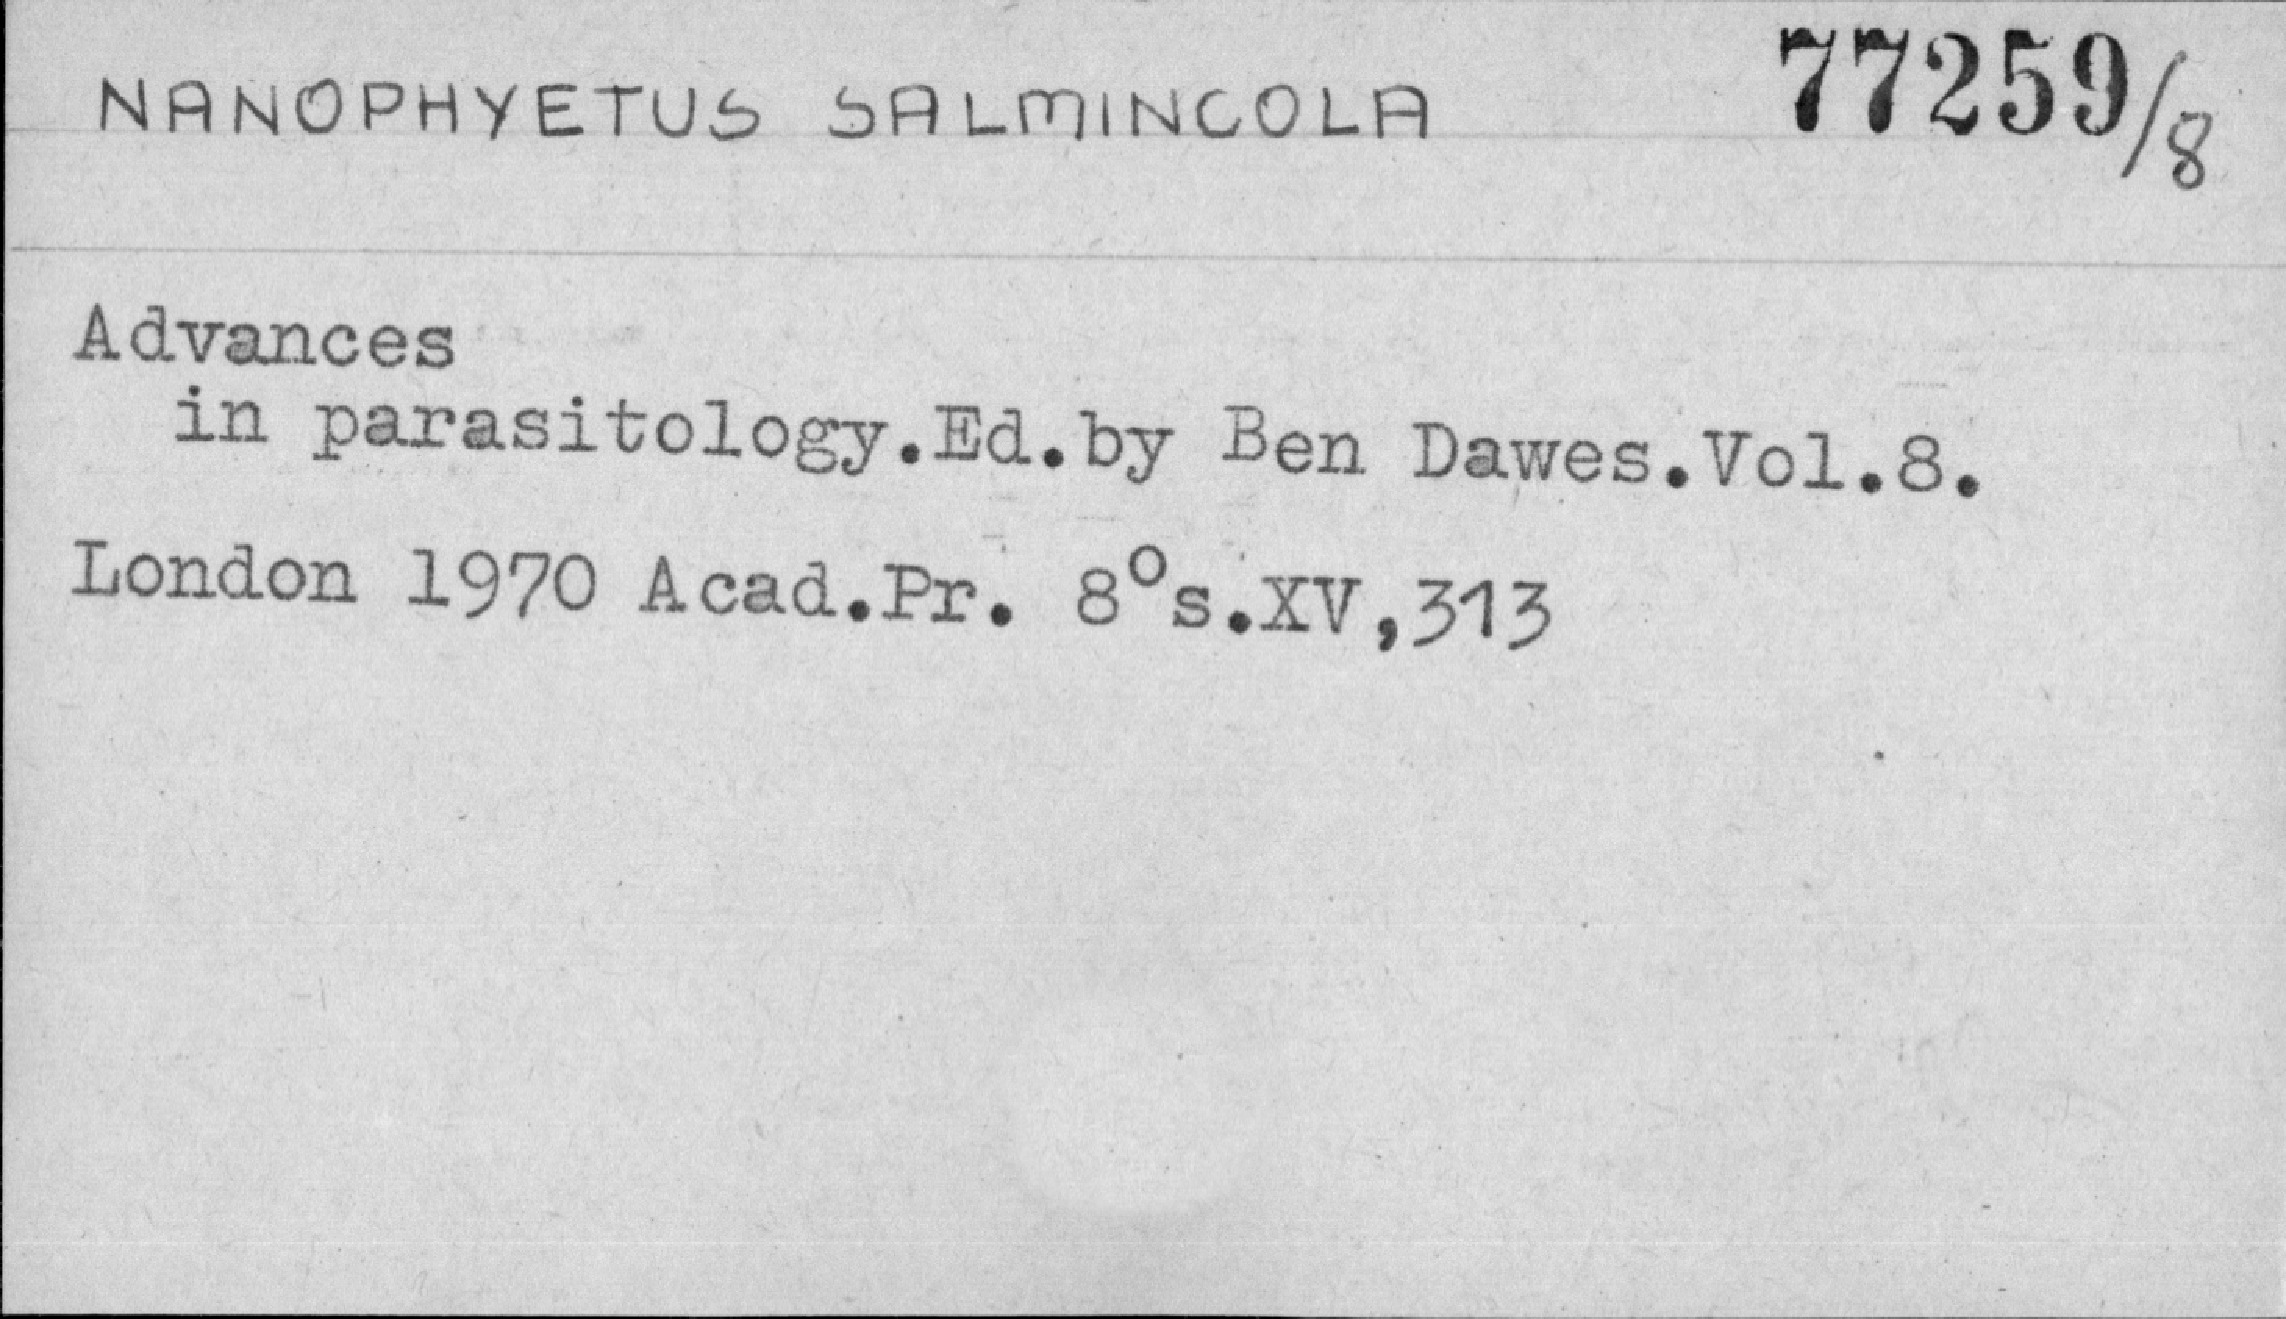 NANOPHYETUS SALMINCOLA 77259/8
Advances
in parasitology.Ed.by Ben Dawes.Vol.8.
London 1970 Acad.Pr. 8°s.XV,313